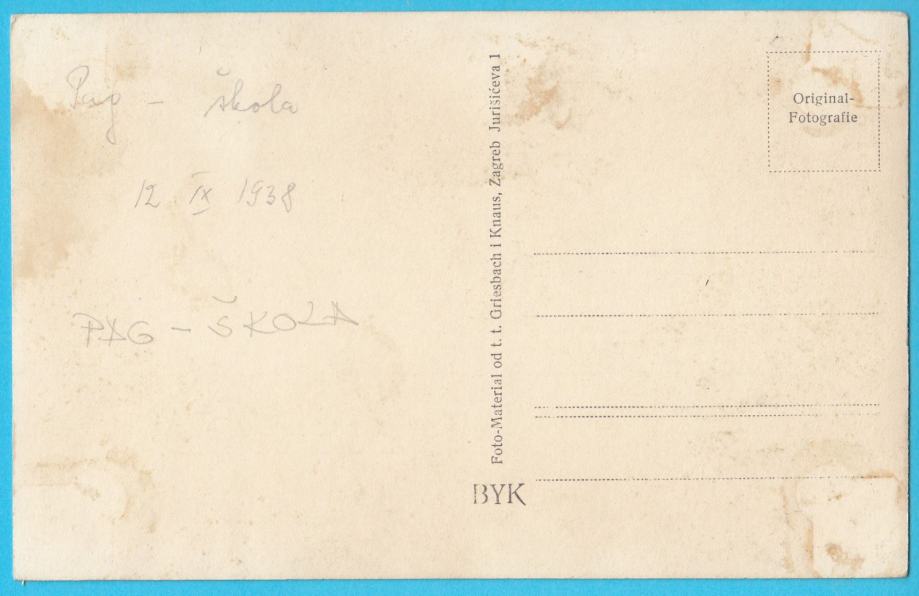 Pag - škola
12 IX 1938
PAG - ŠKOLA
Foto-Material od t. t. Griesbach i Knaus, Zagreb Jurišićeva 1
BYK
Original-
Fotografie